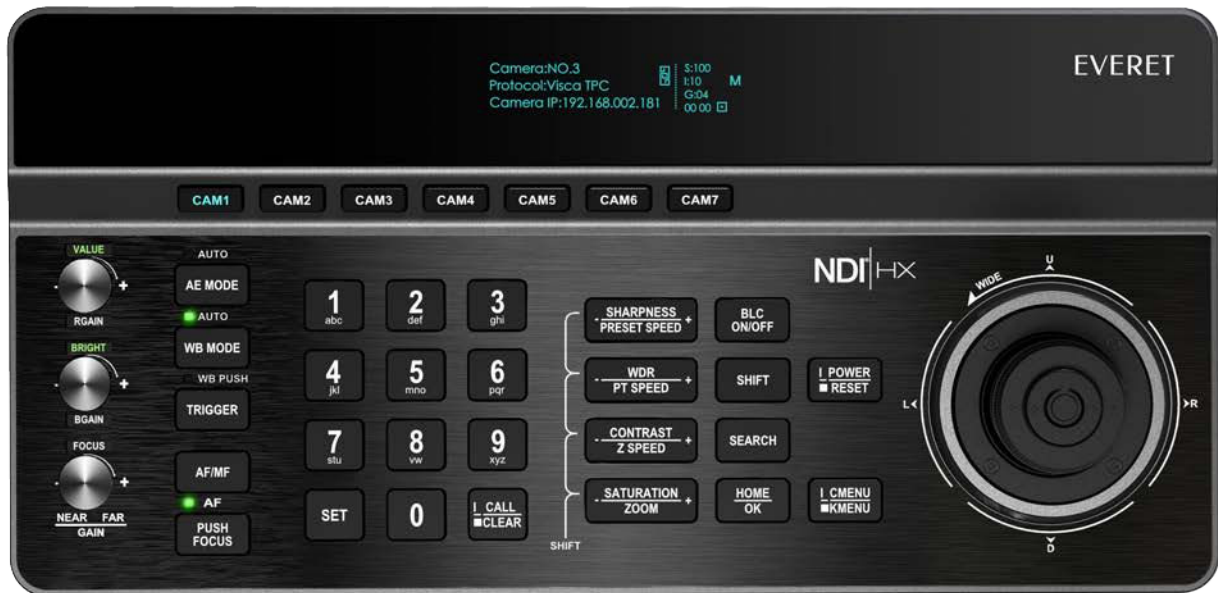 Camera:NO.3
Protocol:Visca TPC
Camera IP:192.168.002.181
S:100
I:10
M
G:04
00 00
EVERET
CAM1 CAM2 CAM3 CAM4 CAM5 CAM6 CAM7
VALUE
- +
RGAIN
BRIGHT
- +
BGAIN
FOCUS
- +
NEAR FAR
GAIN
AUTO
AE MODE
AUTO
WB MODE
WB PUSH
TRIGGER
AF/MF
AF
PUSH
FOCUS
1 2 3
abc def ghi
4 5 6
jkl mno pqr
7 8 9
stu vw xyz
SET 0
I CALL
CLEAR
SHIFT
- SHARPNESS +
PRESET SPEED
- WDR +
PT SPEED
- CONTRAST +
Z SPEED
- SATURATION +
ZOOM
BLC
ON/OFF
SHIFT
SEARCH
HOME
OK
I POWER
RESET
I CMENU
KMENU
NDI HX
WIDE
U
L
R
D